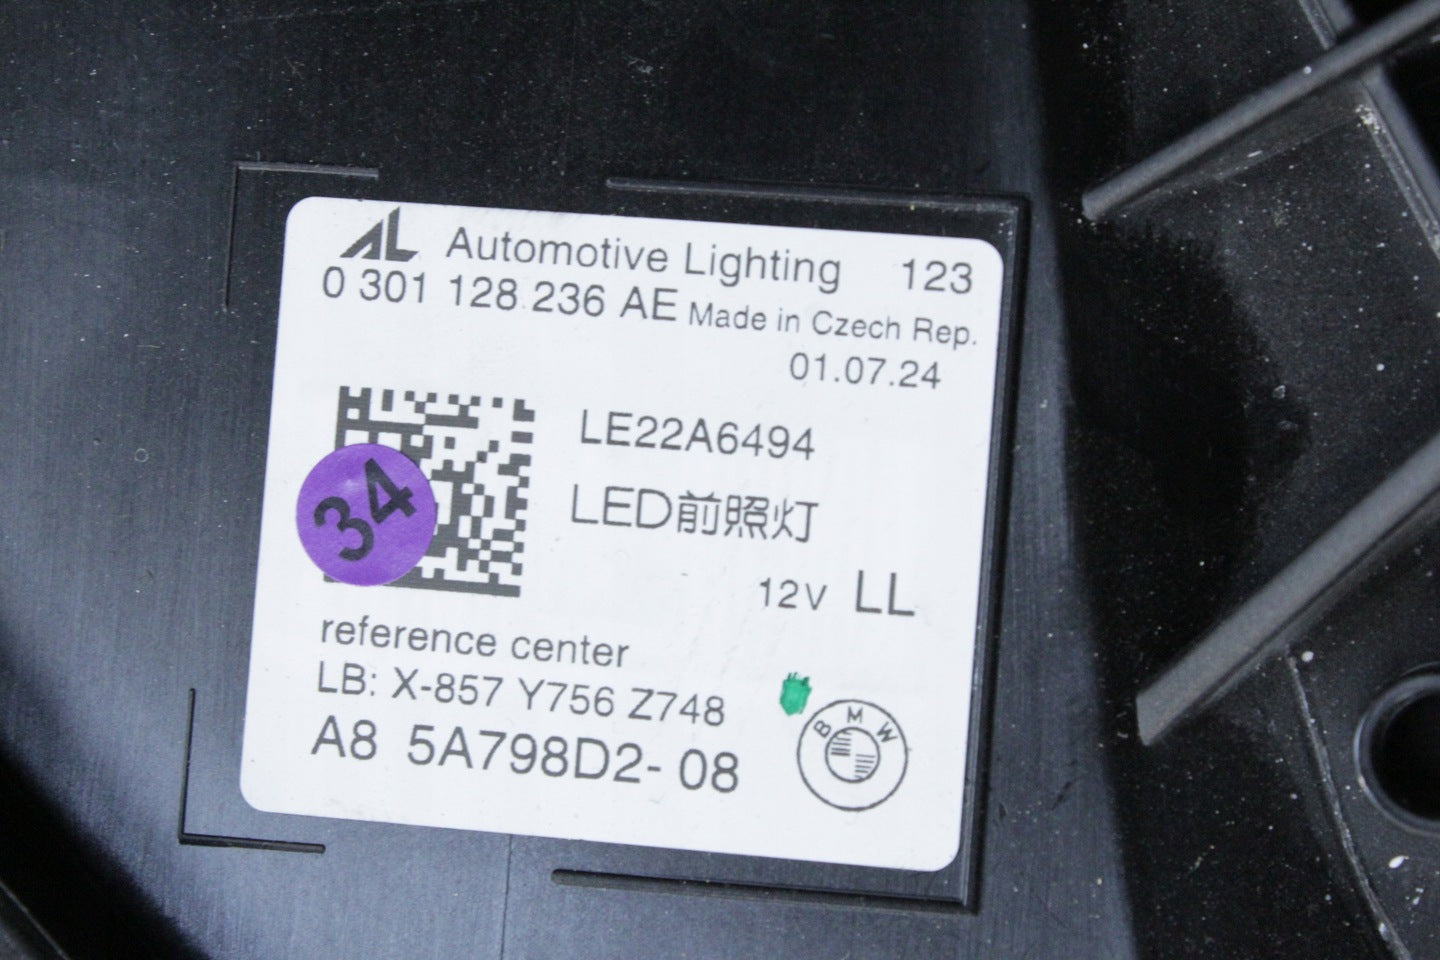 AL Automotive Lighting 123
0 301 128 236 AE Made in Czech Rep.
01.07.24
LE22A6494
LED前照灯
34
12V LL
reference center
LB: X-857 Y756 Z748
A8 5A798D2- 08
BMW